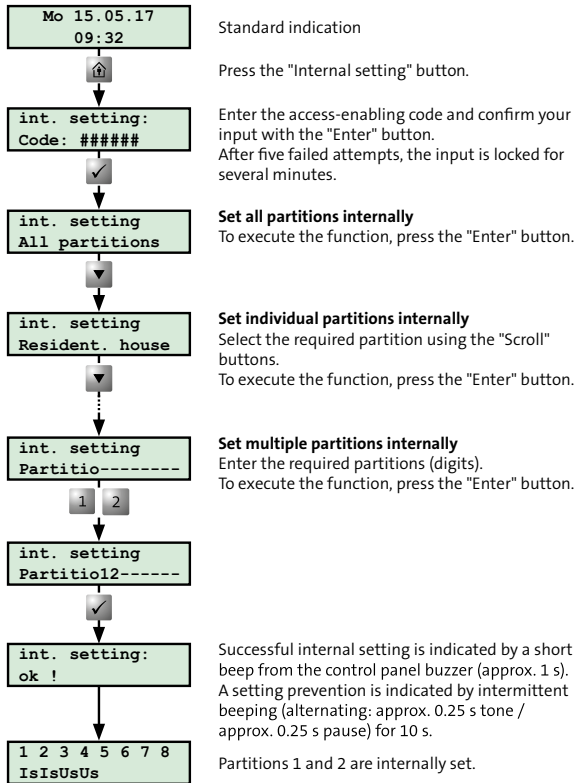 Mo 15.05.17
09:32
Standard indication
Press the "Internal setting" button.
int. setting:
Code: ######
Enter the access-enabling code and confirm your
input with the "Enter" button.
After five failed attempts, the input is locked for
several minutes.
int. setting
All partitions
Set all partitions internally
To execute the function, press the "Enter" button.
int. setting
Resident. house
Set individual partitions internally
Select the required partition using the "Scroll"
buttons.
To execute the function, press the "Enter" button.
int. setting
Partitio--------
Set multiple partitions internally
Enter the required partitions (digits).
To execute the function, press the "Enter" button.
1 2
int. setting
Partitio12------
int. setting:
ok !
Successful internal setting is indicated by a short
beep from the control panel buzzer (approx. 1 s).
A setting prevention is indicated by intermittent
beeping (alternating: approx. 0.25 s tone /
approx. 0.25 s pause) for 10 s.
1 2 3 4 5 6 7 8
IsIsUsUs
Partitions 1 and 2 are internally set.